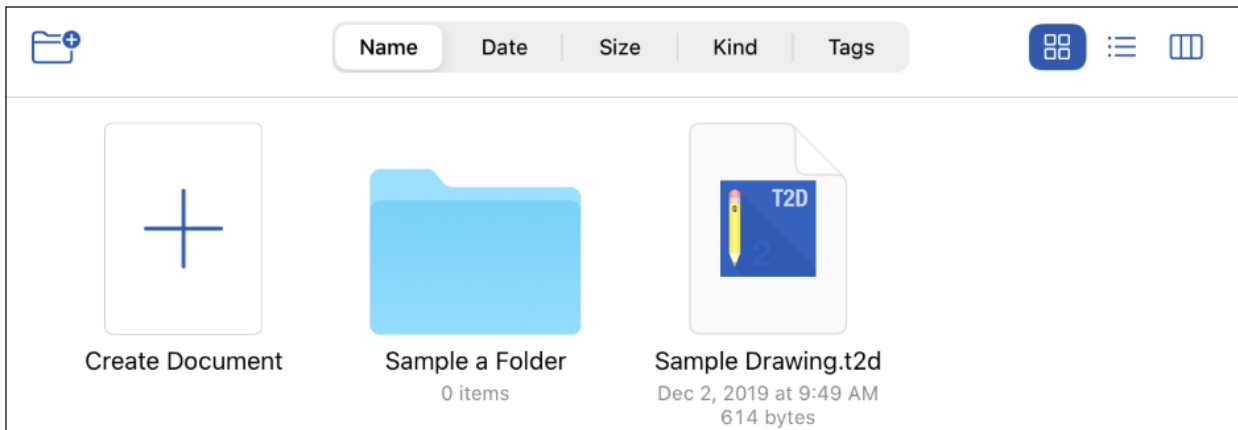 Name Date Size Kind Tags
T2D
2
Create Document
Sample a Folder
0 items
Sample Drawing.t2d
Dec 2, 2019 at 9:49 AM
614 bytes